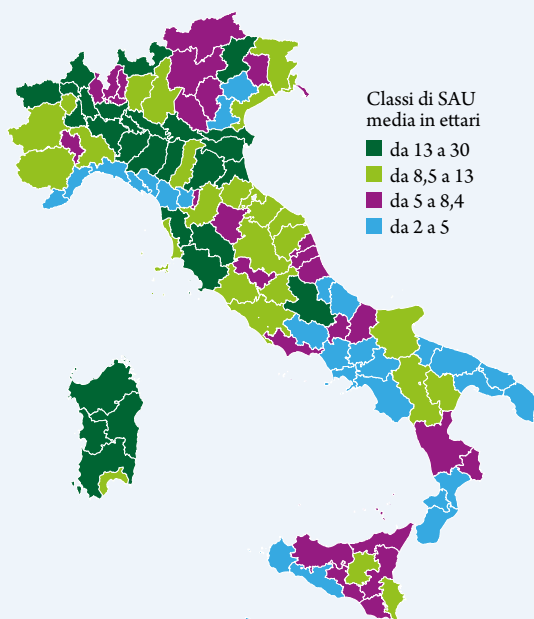 Classi di SAU
media in ettari
da 13 a 30
da 8,5 a 13
da 5 a 8,4
da 2 a 5